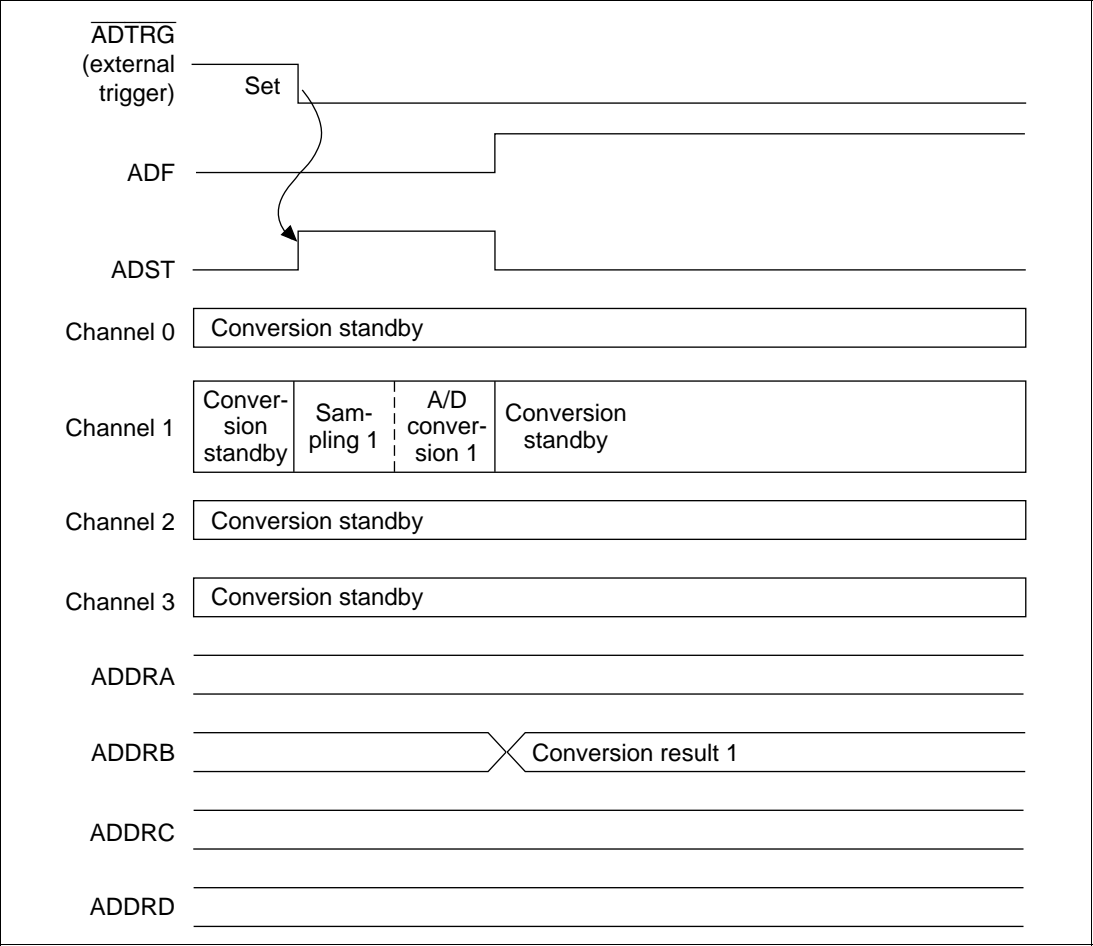 ADTRG
(external
trigger)
Set
ADF
ADST
Channel 0
Conversion standby
Channel 1
Conver-
sion
standby
Sam-
pling 1
A/D
conver-
sion 1
Conversion
standby
Channel 2
Conversion standby
Channel 3
Conversion standby
ADDRA
ADDRB
Conversion result 1
ADDRC
ADDRD